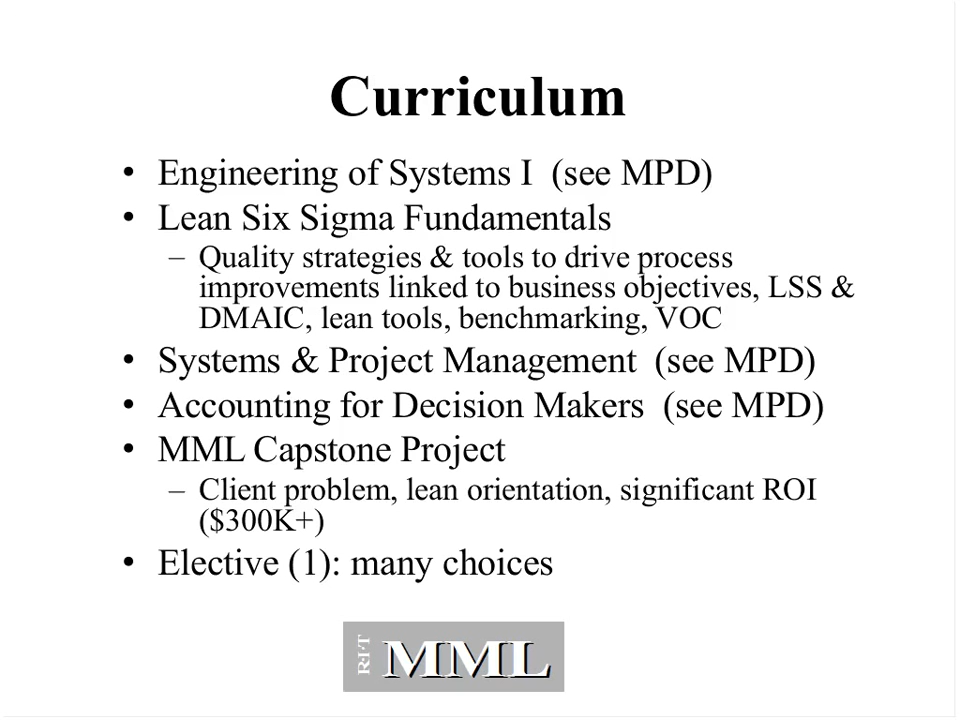 Curriculum
• Engineering of Systems I (see MPD)
• Lean Six Sigma Fundamentals
– Quality strategies & tools to drive process
improvements linked to business objectives, LSS &
DMAIC, lean tools, benchmarking, VOC
• Systems & Project Management (see MPD)
• Accounting for Decision Makers (see MPD)
• MML Capstone Project
– Client problem, lean orientation, significant ROI
($300K+)
• Elective (1): many choices
R·I·T
MML